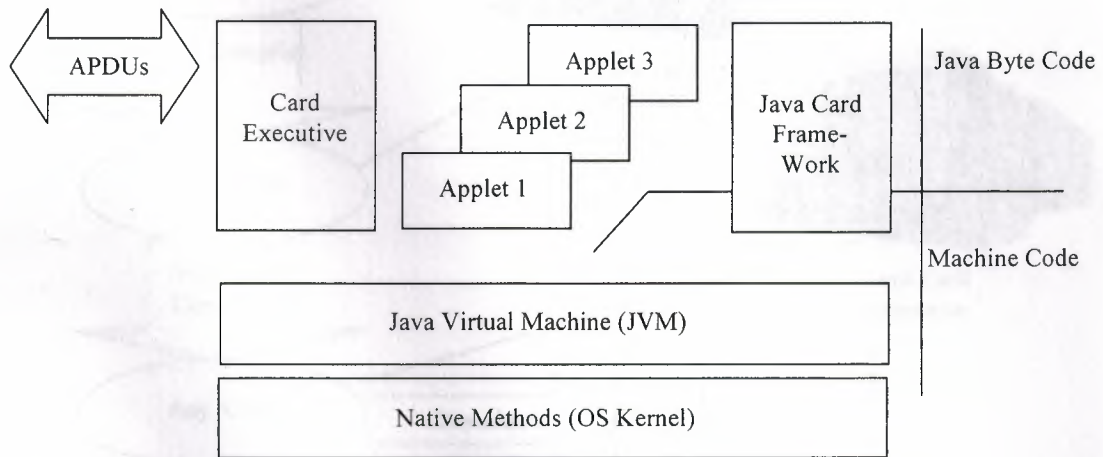 APDUs
Card
Executive
Applet 3
Applet 2
Applet 1
Java Card
Frame-
Work
Java Byte Code
Machine Code
Java Virtual Machine (JVM)
Native Methods (OS Kernel)